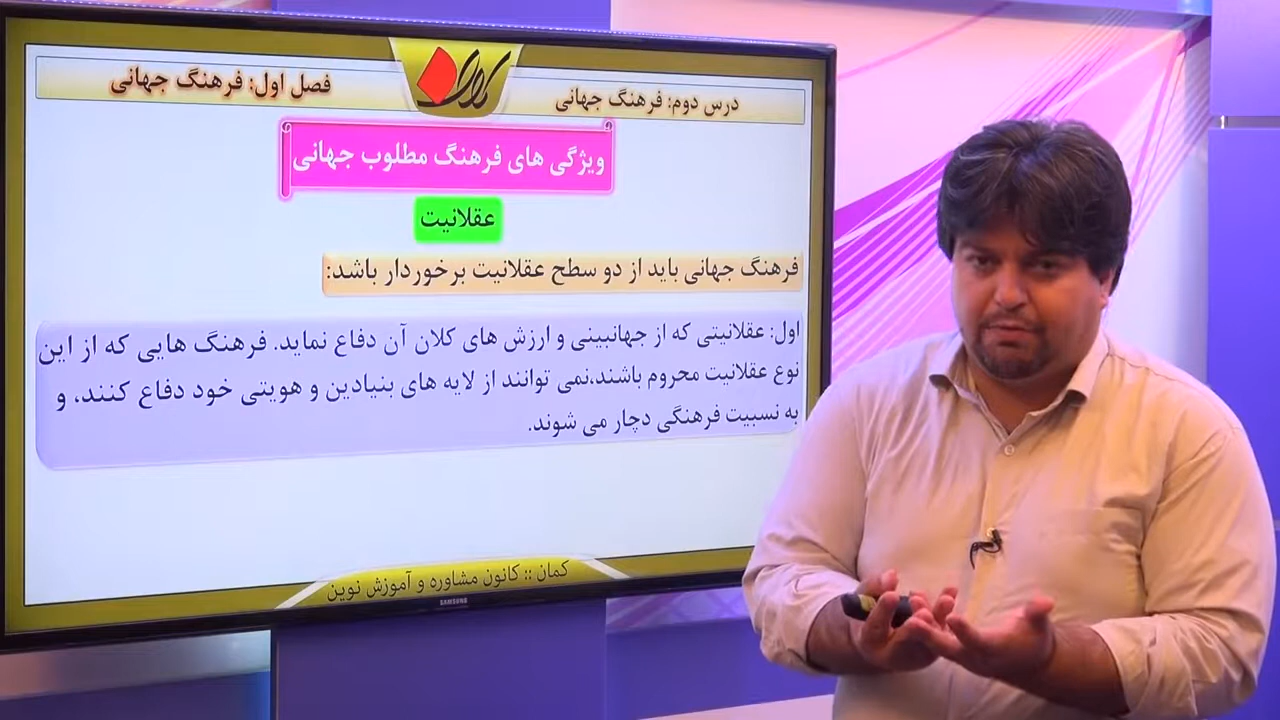 درس دوم: فرهنگ جهانی
فصل اول: فرهنگ جهانی
ویژگی های فرهنگ مطلوب جهانی
عقلانیت
فرهنگ جهانی باید از دو سطح عقلانیت برخوردار باشد:
اول: عقلانیتی که از جهانبینی و ارزش های کلان آن دفاع نماید. فرهنگ هایی که از این
نوع عقلانیت محروم باشند،نمی توانند از لایه های بنیادین و هویتی خود دفاع کنند، و
به نسبیت فرهنگی دچار می شوند.
کمان :: کانون مشاوره و آموزش نوین
SAMSUNG